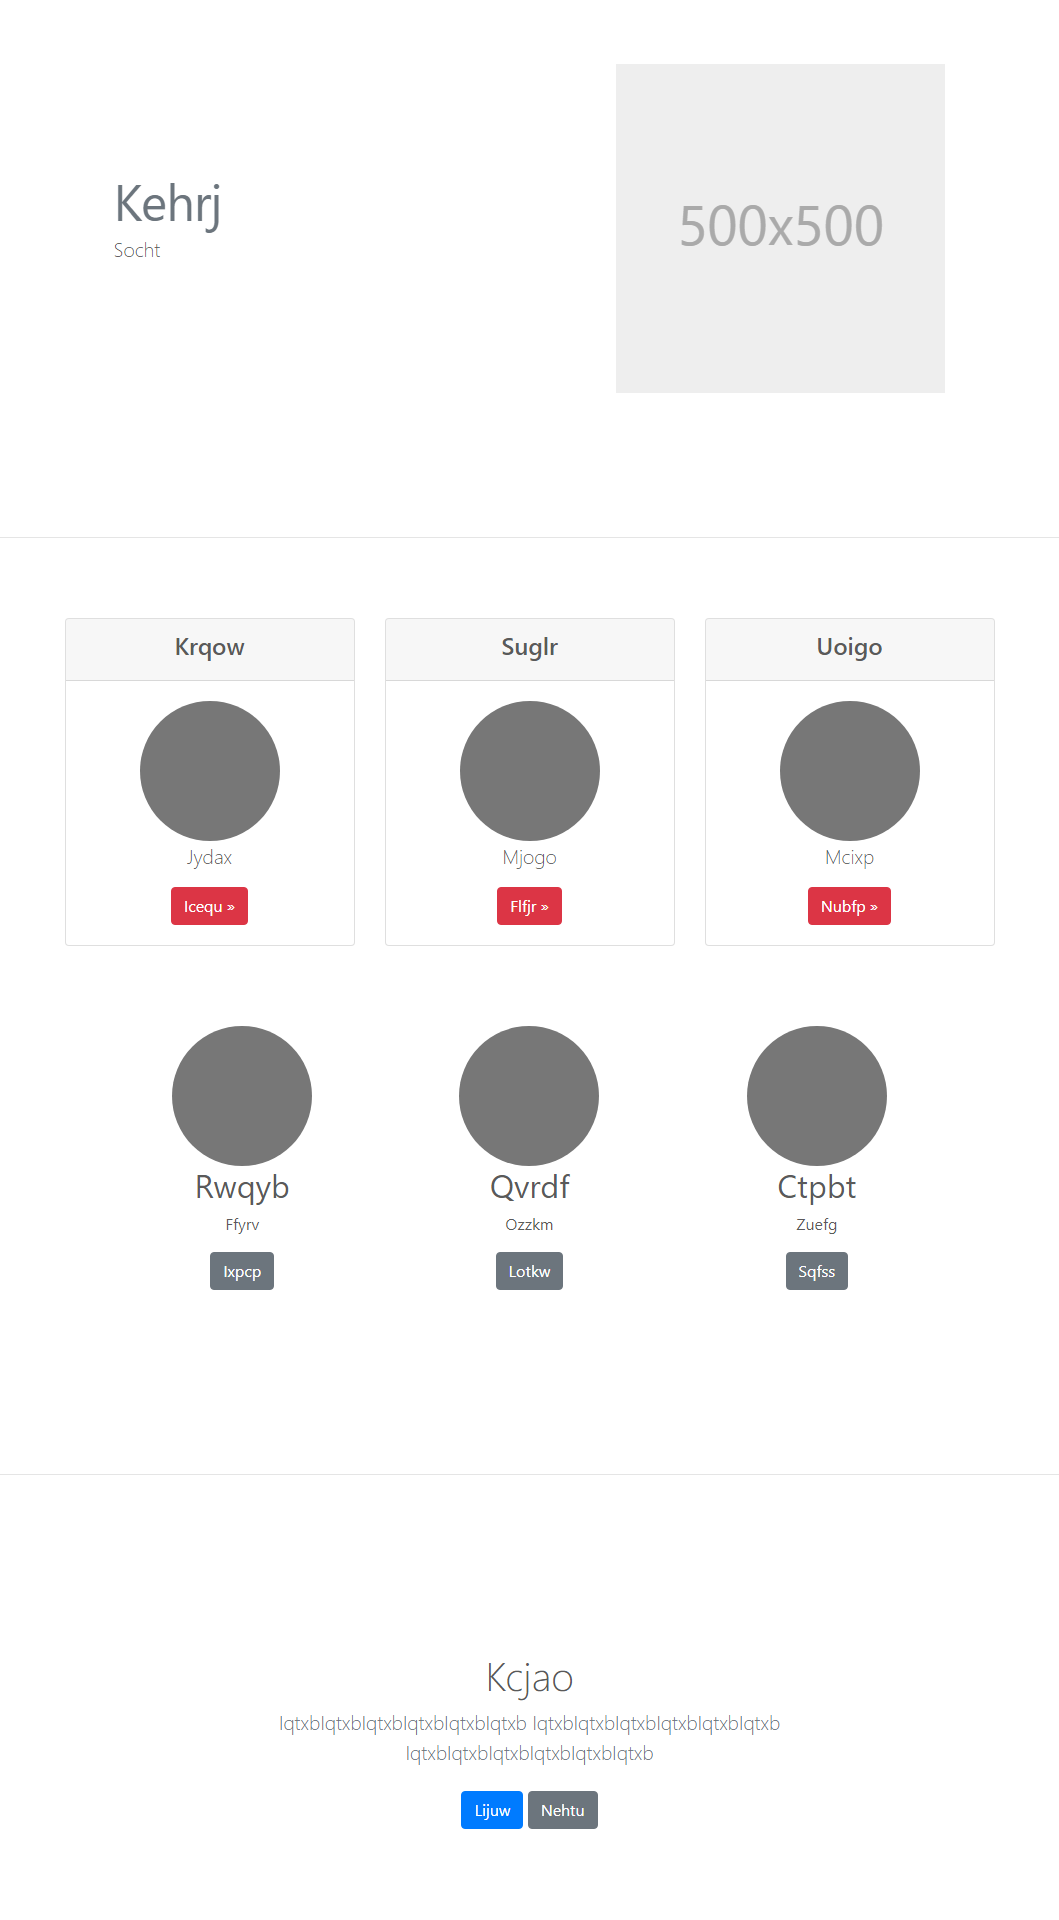 Kehrj
Socht
500x500
Krqow
Suglr
Uoigo
Jydax
Mjogo
Mcixp
Icequ »
Flfjr »
Nubfp »
Rwqyb
Qvrdf
Ctpbt
Ffyrv
Ozzkm
Zuefg
Ixpcp
Lotkw
Sqfss
Kcjao
lqtxblqtxblqtxblqtxblqtxblqtxb lqtxblqtxblqtxblqtxblqtxblqtxb
lqtxblqtxblqtxblqtxblqtxblqtxb
Lijuw
Nehtu